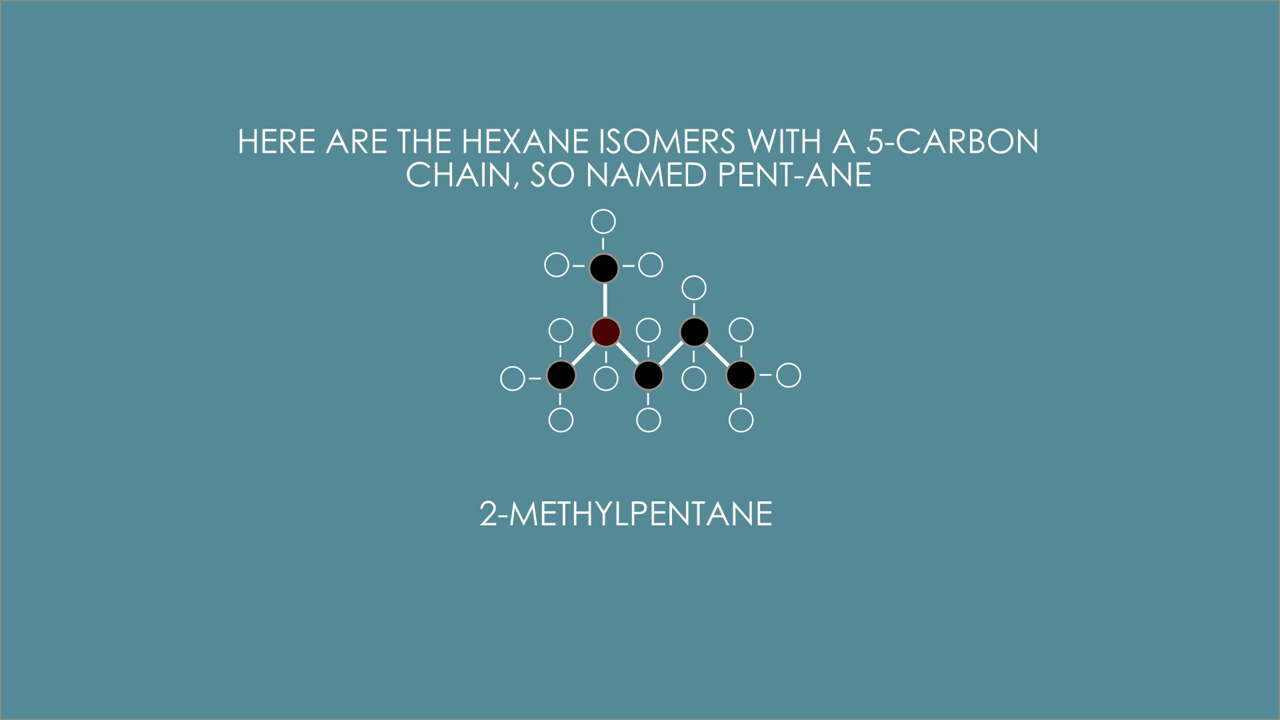 HERE ARE THE HEXANE ISOMERS WITH A 5-CARBON
CHAIN, SO NAMED PENT-ANE
2-METHYLPENTANE